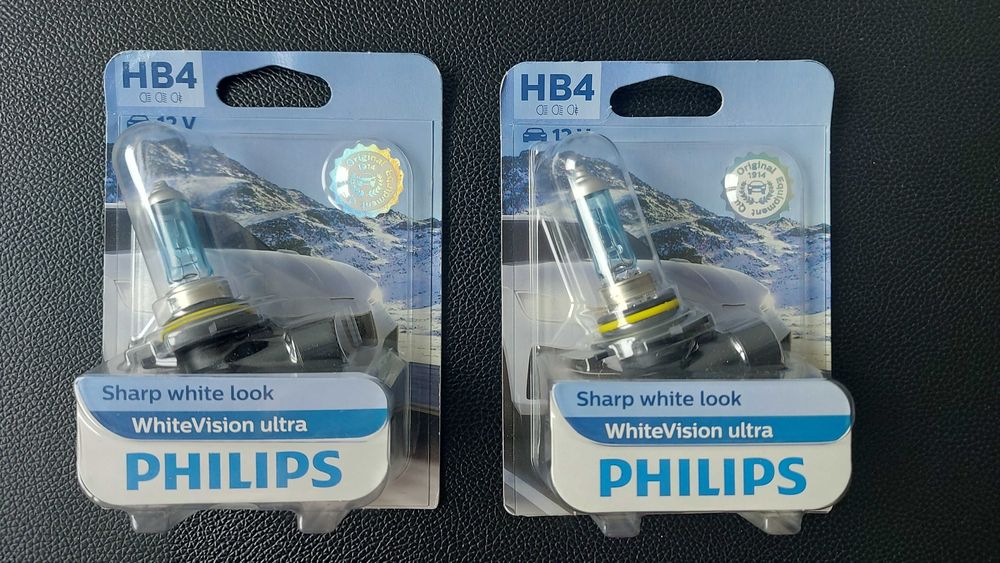 HB4
12 V
Original
1914
Sharp white look
WhiteVision ultra
PHILIPS
HB4
12 V
Original
1914
Equipment
Sharp white look
WhiteVision ultra
PHILIPS